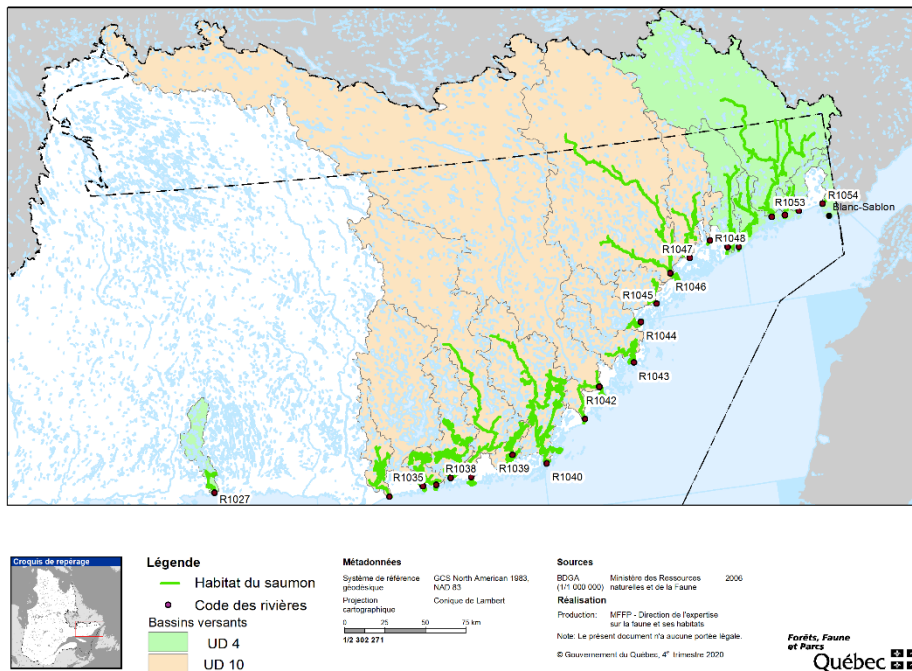 R1054
R1053
Blanc-Sablon
R1048
R1047
R1046
R1045
R1044
R1043
R1042
R1038
R1039
R1035
R1040
R1027
Croquis de repérage
Légende
Habitat du saumon
Code des rivières
Bassins versants
UD 4
UD 10
Métadonnées
Système de référence géodésique
GCS North American 1983, NAD 83
Projection cartographique
Conique de Lambert
0 25 50 75 km
1/2 302 271
Sources
BDGA (1/1 000 000)
Ministère des Ressources naturelles et de la Faune
2006
Réalisation
Production: MFFP - Direction de l'expertise sur la faune et ses habitats
Note: Le présent document n'a aucune portée légale.
© Gouvernement du Québec, 4e trimestre 2020
Forêts, Faune
et Parcs
Québec